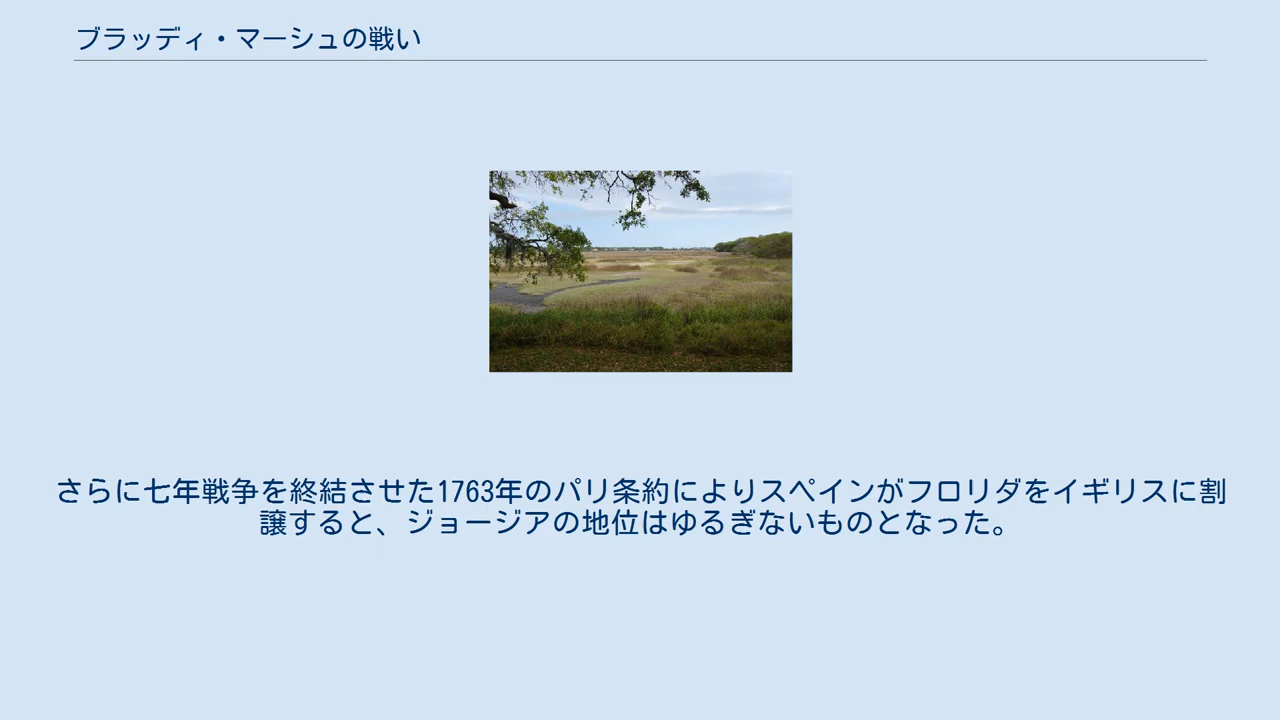 ブラッディ・マーシュの戦い
さらに七年戦争を終結させた1763年のパリ条約によりスペインがフロリダをイギリスに割
譲すると、ジョージアの地位はゆるぎないものとなった。